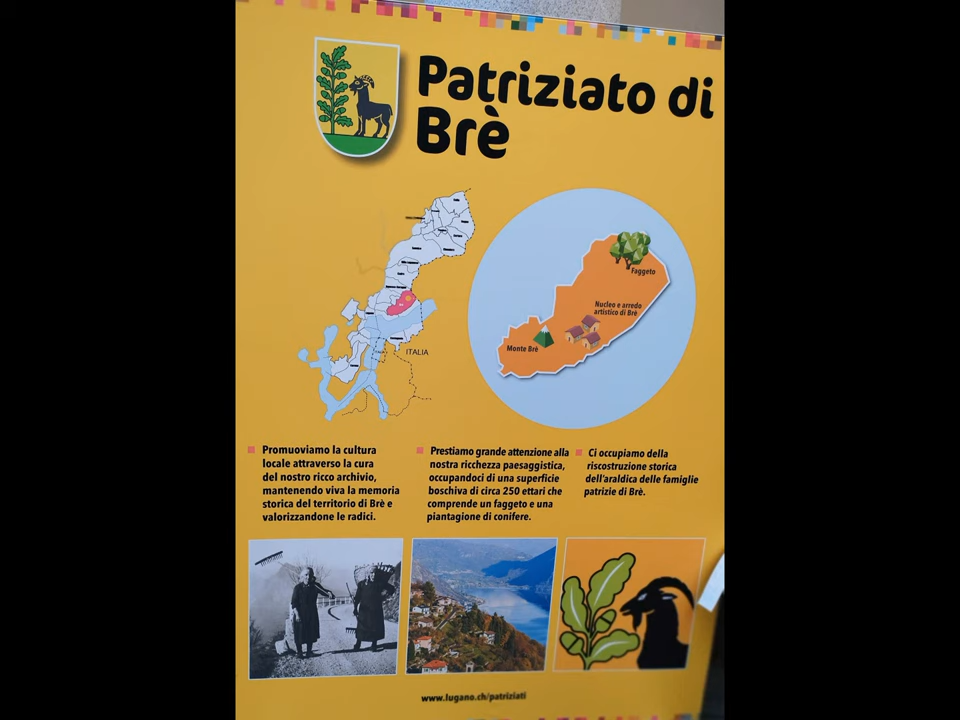 Patriziato di
Brè
ITALIA
Faggeto
Nucleo e arredo
artistico di Brè
Monte Brè
Promuoviamo la cultura
locale attraverso la cura
del nostro ricco archivio,
mantenendo viva la memoria
storica del territorio di Brè e
valorizzandone le radici.
Prestiamo grande attenzione alla
nostra ricchezza paesaggistica,
occupandoci di una superficie
boschiva di circa 250 ettari che
comprende un faggeto e una
piantagione di conifere.
Ci occupiamo della
riscostruzione storica
dell'araldica delle famiglie
patrizie di Brè.
www.lugano.ch/patriziati